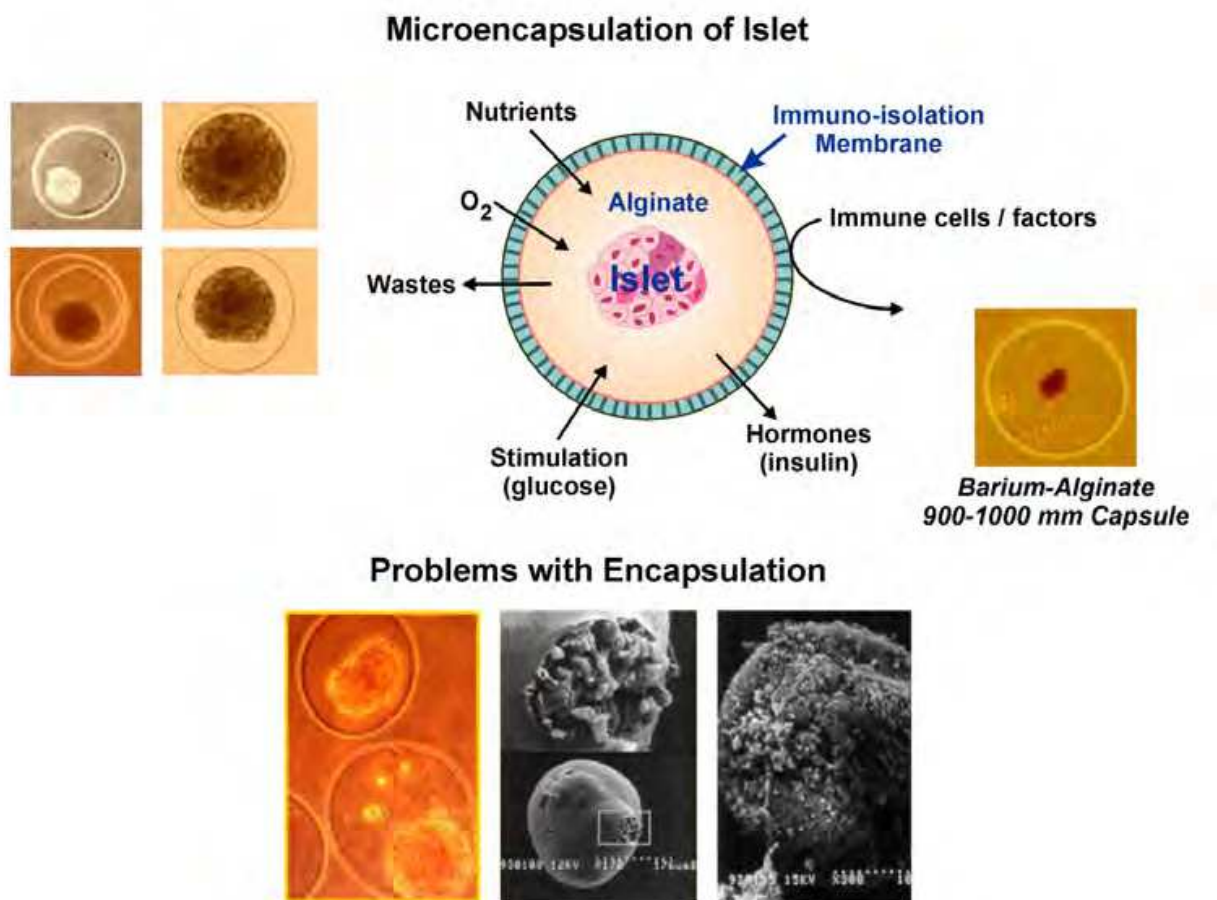 Microencapsulation of Islet
Nutrients
Immuno-isolation
Membrane
O2
Alginate
Immune cells / factors
Islet
Wastes
Stimulation
(glucose)
Hormones
(insulin)
Barium-Alginate
900-1000 mm Capsule
Problems with Encapsulation